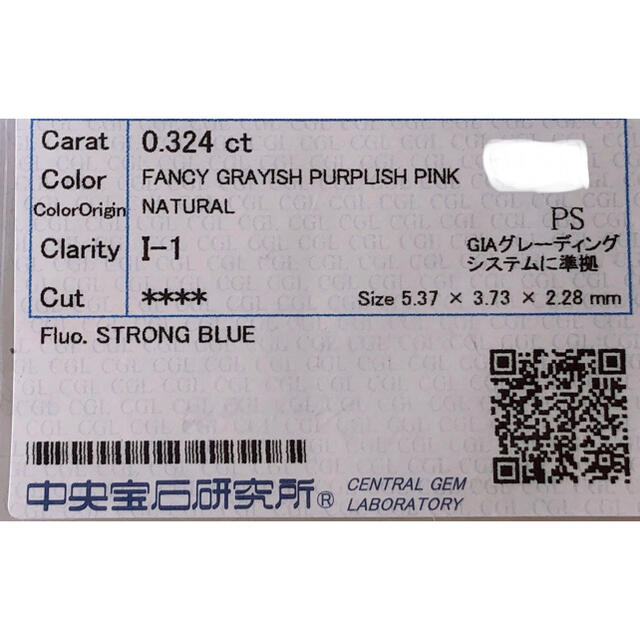 Carat 0.324 ct
Color FANCY GRAYISH PURPLISH PINK
ColorOrigin NATURAL
PS
Clarity I-1
GIAグレーディング
システムに準拠
Cut ****
Size 5.37 × 3.73 × 2.28 mm
Fluo. STRONG BLUE
中央宝石研究所® CENTRAL GEM
LABORATORY